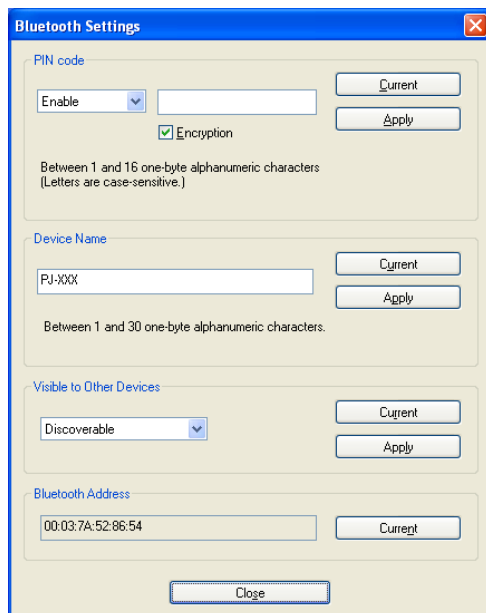 Bluetooth Settings
PIN code
Enable
Current
Encryption
Apply
Between 1 and 16 one-byte alphanumeric characters
(Letters are case-sensitive.)
Device Name
Current
PJ-XXX
Apply
Between 1 and 30 one-byte alphanumeric characters.
Visible to Other Devices
Current
Discoverable
Apply
Bluetooth Address
00:03:7A:52:86:54
Current
Close